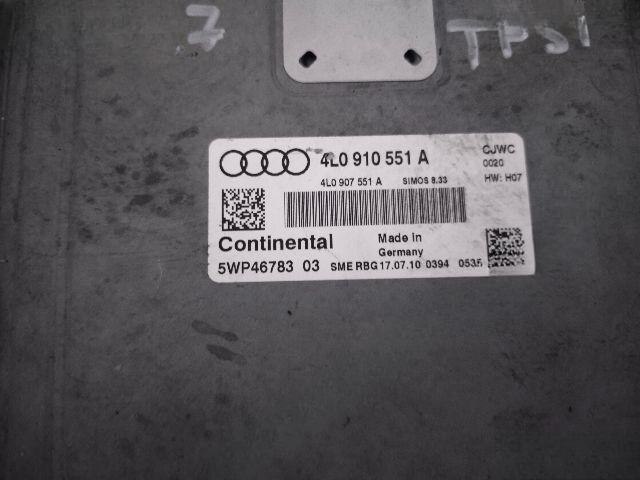 7
TPS1
4L0 910 551 A
CJWC
0020
4L0 907 551 A SIMOS 8.33
HW: H07
Continental
Made in
Germany
5WP46783 03 SME RBG 17.07.10 0394 0535